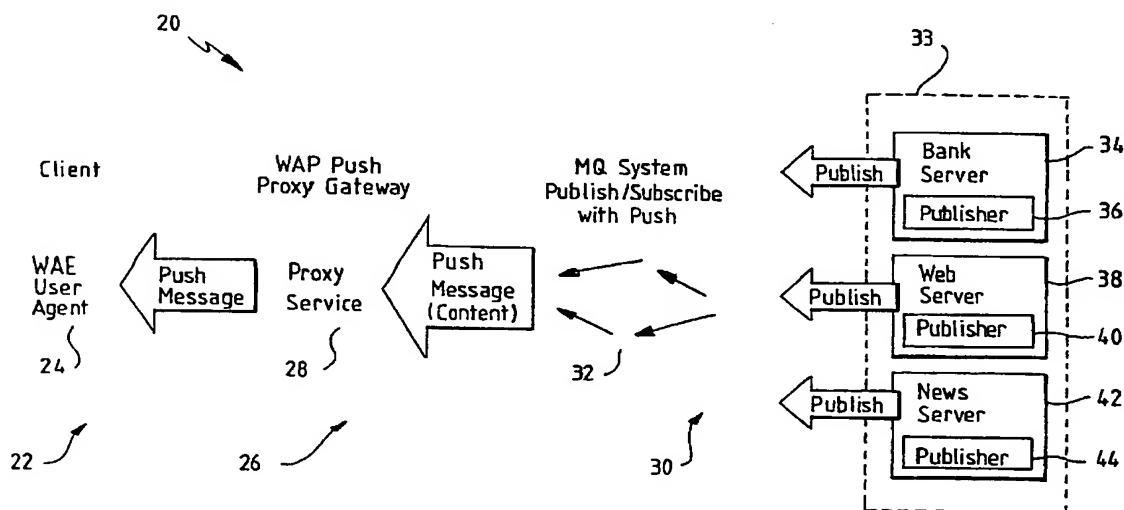 20
33
Client
WAP Push
Proxy Gateway
MQ System
Publish/Subscribe
with Push
WAE
User
Agent
Push
Message
Proxy
Service
Push
Message
(Content)
Publish
Bank
Server
Publisher
34
36
Publish
Web
Server
Publisher
38
40
Publish
News
Server
Publisher
42
44
24
28
32
22
26
30